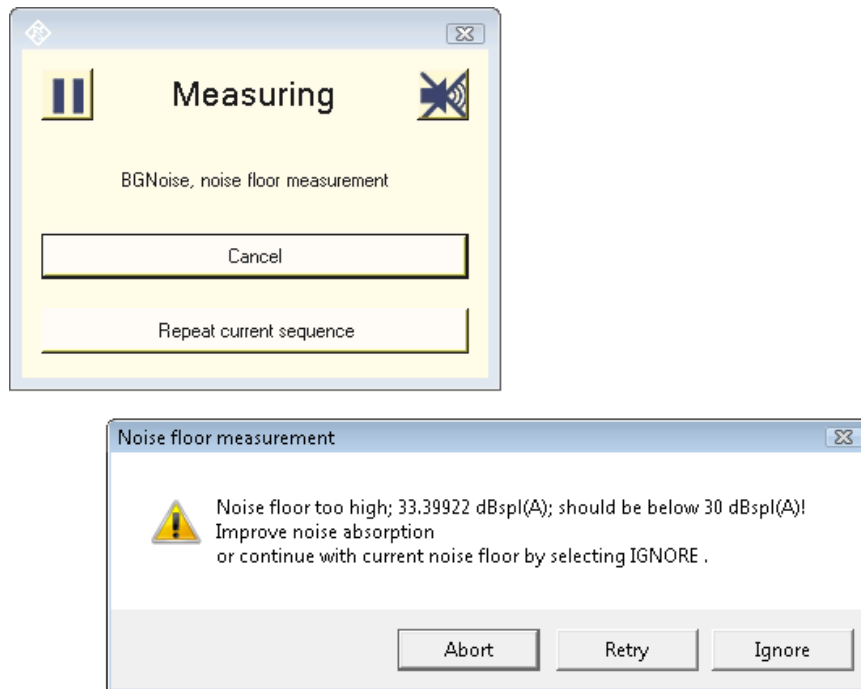 Measuring
BGNoise, noise floor measurement
Cancel
Repeat current sequence
Noise floor measurement
Noise floor too high; 33.39922 dBspl(A); should be below 30 dBspl(A)!
Improve noise absorption
or continue with current noise floor by selecting IGNORE .
Abort Retry Ignore